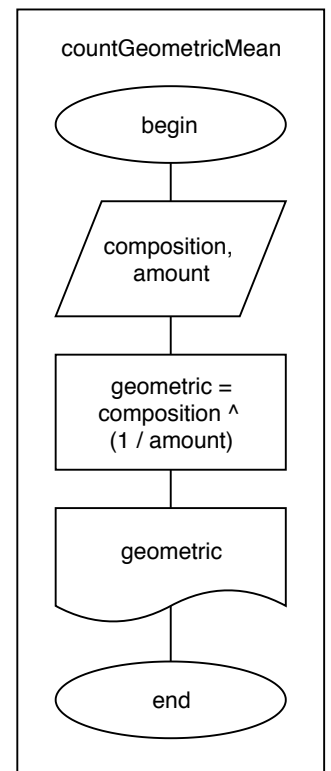 countGeometricMean
begin
composition,
amount
geometric =
composition ^
(1 / amount)
geometric
end